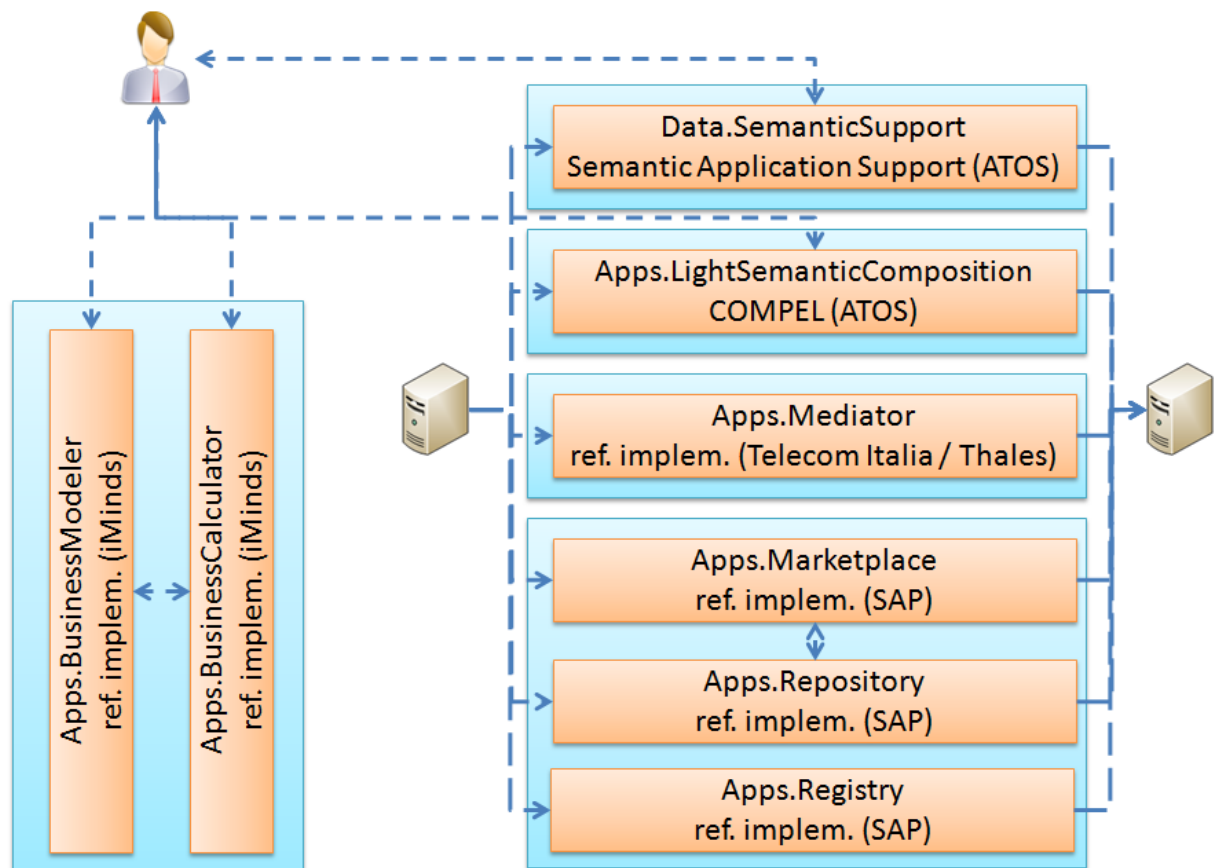 Data.SemanticSupport
Semantic Application Support (ATOS)
Apps.LightSemanticComposition
COMPEL (ATOS)
Apps.Mediator
ref. implem. (Telecom Italia / Thales)
Apps.Marketplace
ref. implem. (SAP)
Apps.Repository
ref. implem. (SAP)
Apps.Registry
ref. implem. (SAP)
Apps.BusinessModeler
ref. implem. (iMinds)
Apps.BusinessCalculator
ref. implem. (iMinds)